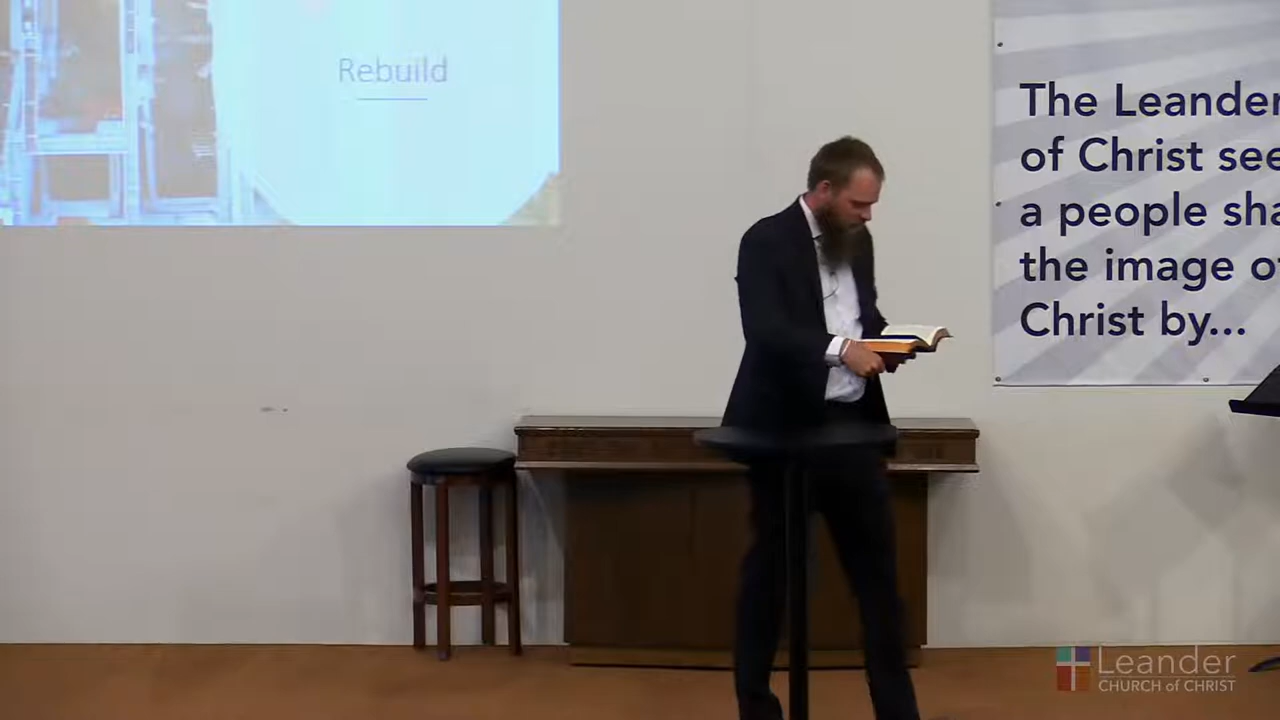 Rebuild
The Leander
of Christ see
a people sha
the image of
Christ by...
Leander
CHURCH of CHRIST